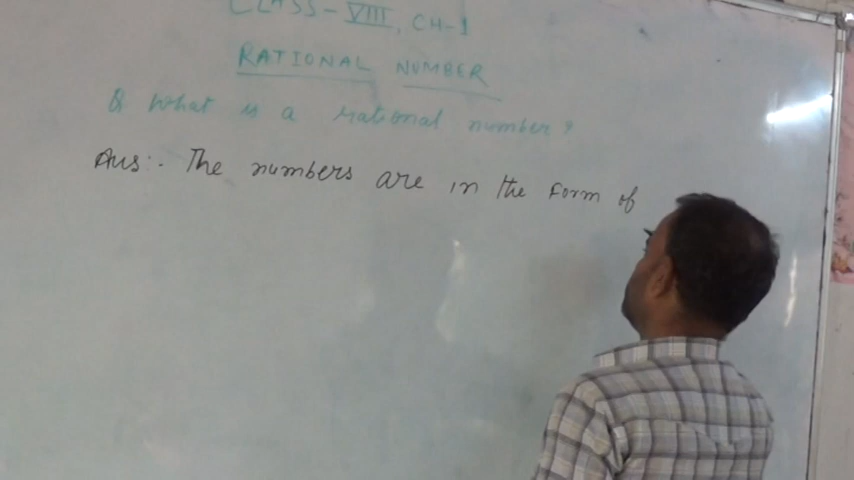 CLASS-VIII, CH-1
RATIONAL NUMBER
Q What is a rational number?
Ans:- The numbers are in the form of